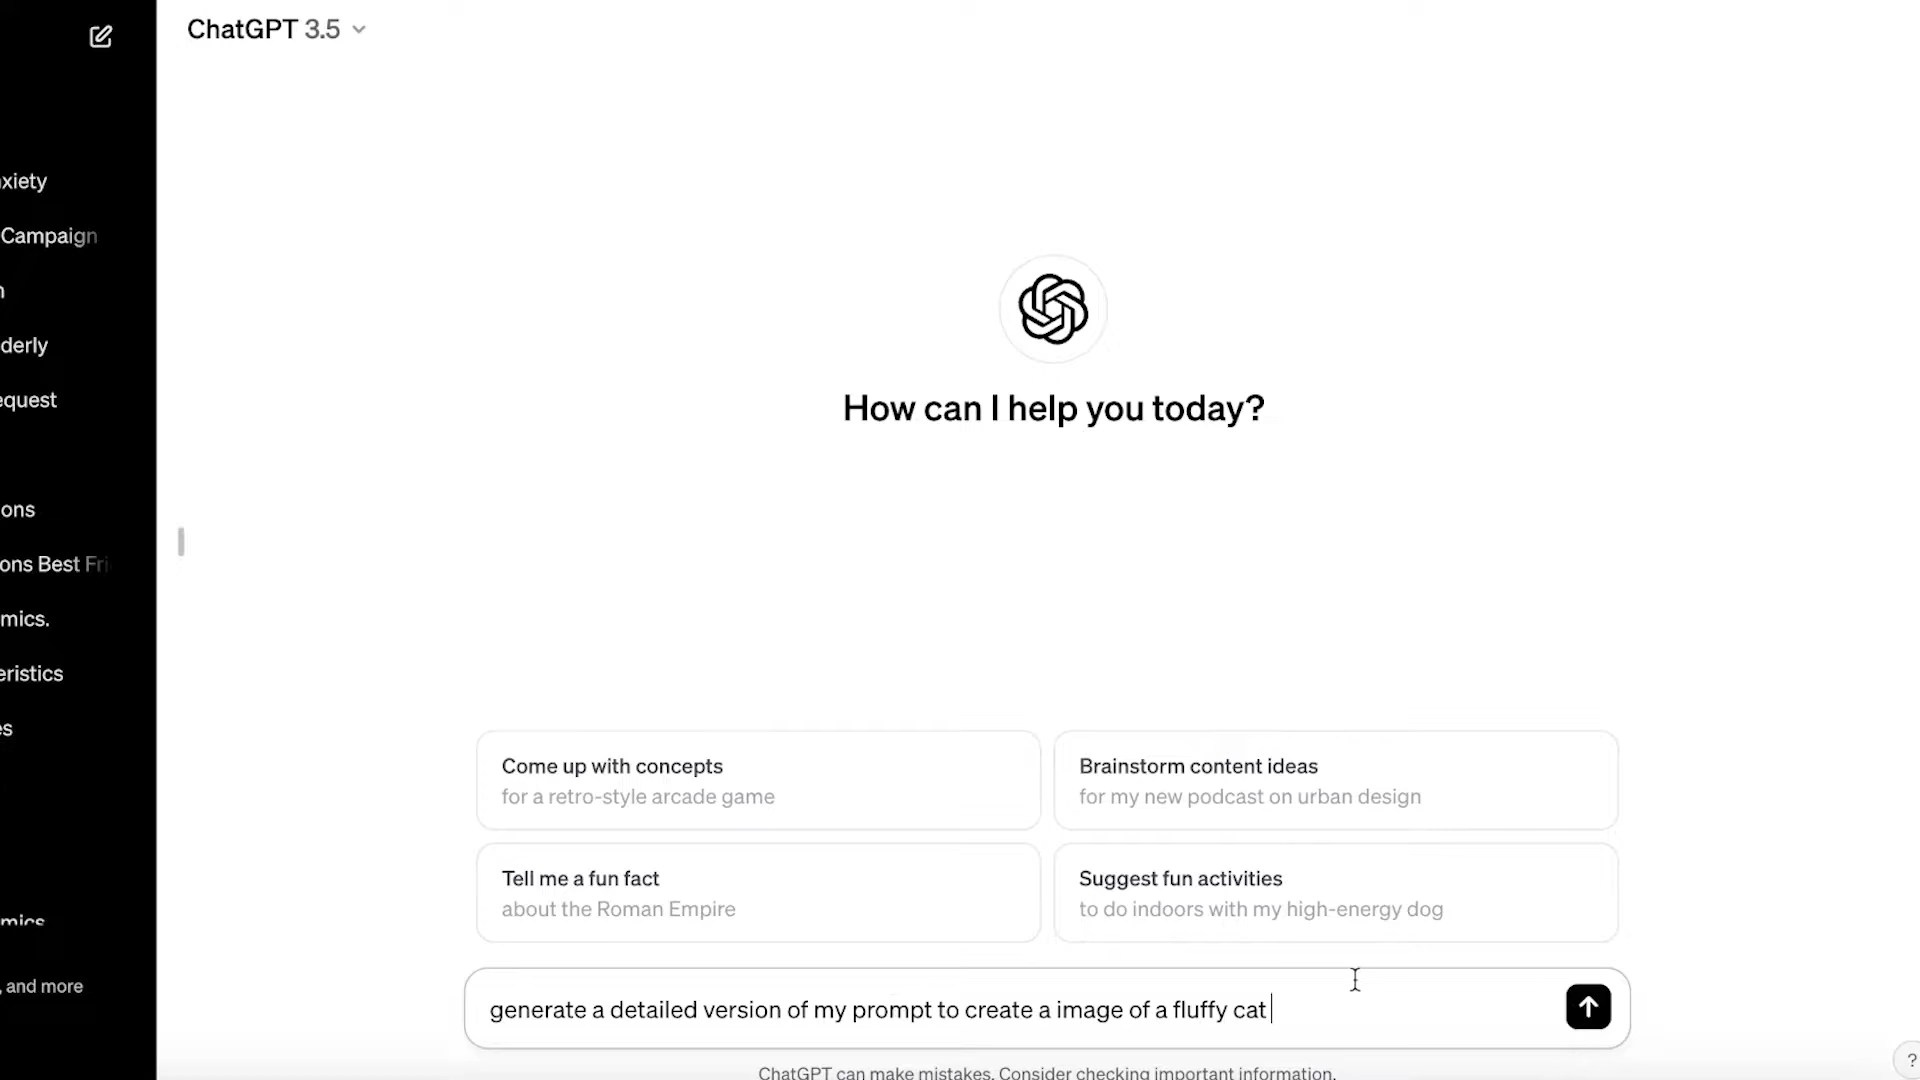 ChatGPT 3.5
xiety
Campaign
n
derly
equest
ons
ons Best Fri
mics.
eristics
es
mics
, and more
How can I help you today?
Come up with concepts
for a retro-style arcade game
Brainstorm content ideas
for my new podcast on urban design
Tell me a fun fact
about the Roman Empire
Suggest fun activities
to do indoors with my high-energy dog
generate a detailed version of my prompt to create a image of a fluffy cat
ChatGPT can make mistakes. Consider checking important information.
?